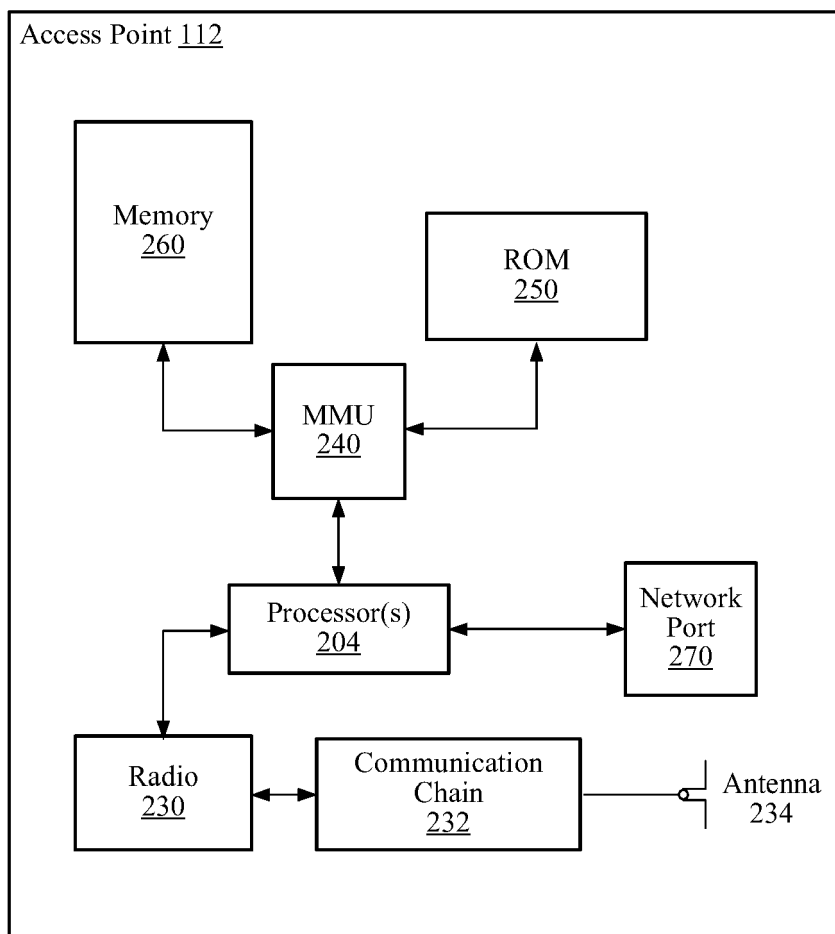 Access Point 112
Memory
260
ROM
250
MMU
240
Processor(s)
204
Network
Port
270
Radio
230
Communication
Chain
232
Antenna
234